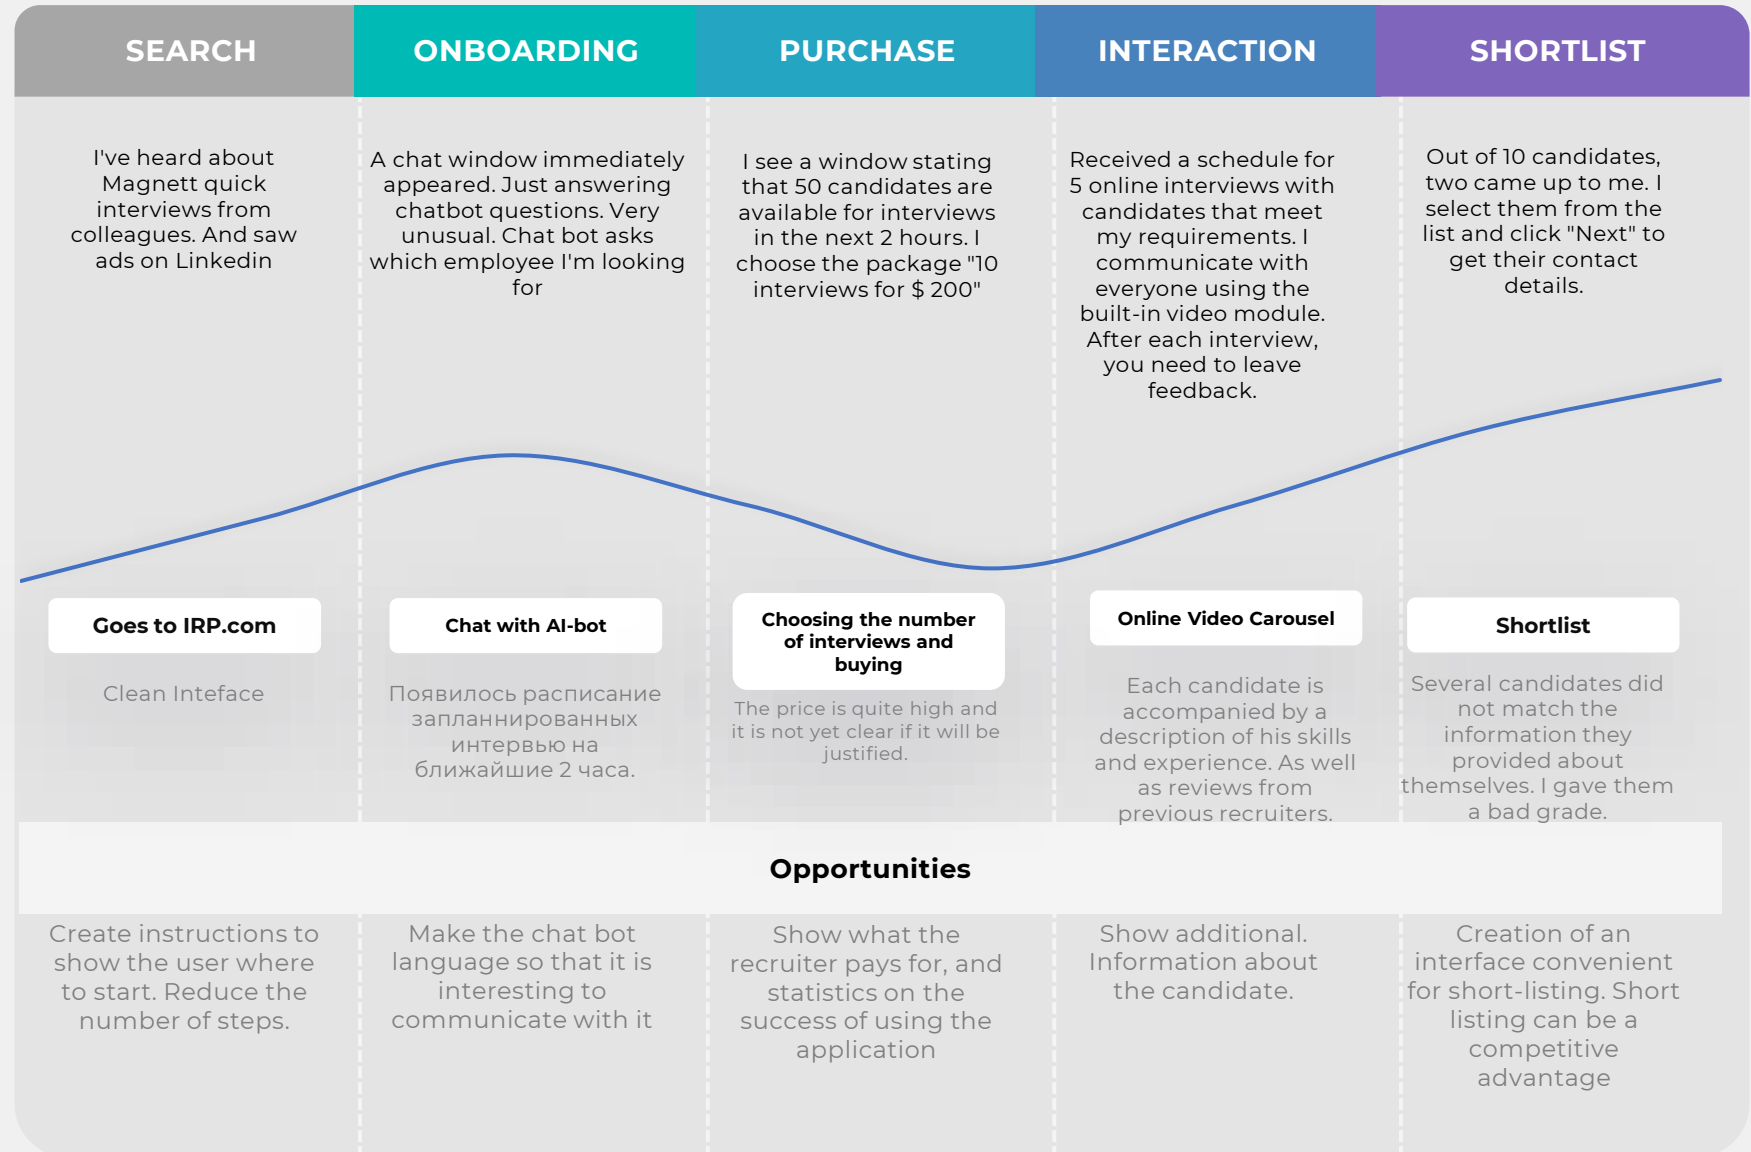 SEARCH
ONBOARDING
PURCHASE
INTERACTION
SHORTLIST
I've heard about
Magnett quick
interviews from
colleagues. And saw
ads on Linkedin
A chat window immediately
appeared. Just answering
chatbot questions. Very
unusual. Chat bot asks
which employee I'm looking
for
I see a window stating
that 50 candidates are
available for interviews
in the next 2 hours. I
choose the package "10
interviews for $ 200"
Received a schedule for
5 online interviews with
candidates that meet
my requirements. I
communicate with
everyone using the
built-in video module.
After each interview,
you need to leave
feedback.
Out of 10 candidates,
two came up to me. I
select them from the
list and click "Next" to
get their contact
details.
Goes to IRP.com
Chat with AI-bot
Choosing the number
of interviews and
buying
Online Video Carousel
Shortlist
Clean Inteface
Появилось расписание
запланнированных
интервью на
ближайшие 2 часа.
The price is quite high and
it is not yet clear if it will be
justified.
Each candidate is
accompanied by a
description of his skills
and experience. As well
as reviews from
previous recruiters.
Several candidates did
not match the
information they
provided about
themselves. I gave them
a bad grade.
Opportunities
Create instructions to
show the user where
to start. Reduce the
number of steps.
Make the chat bot
language so that it is
interesting to
communicate with it
Show what the
recruiter pays for, and
statistics on the
success of using the
application
Show additional.
Information about
the candidate.
Creation of an
interface convenient
for short-listing. Short
listing can be a
competitive
advantage